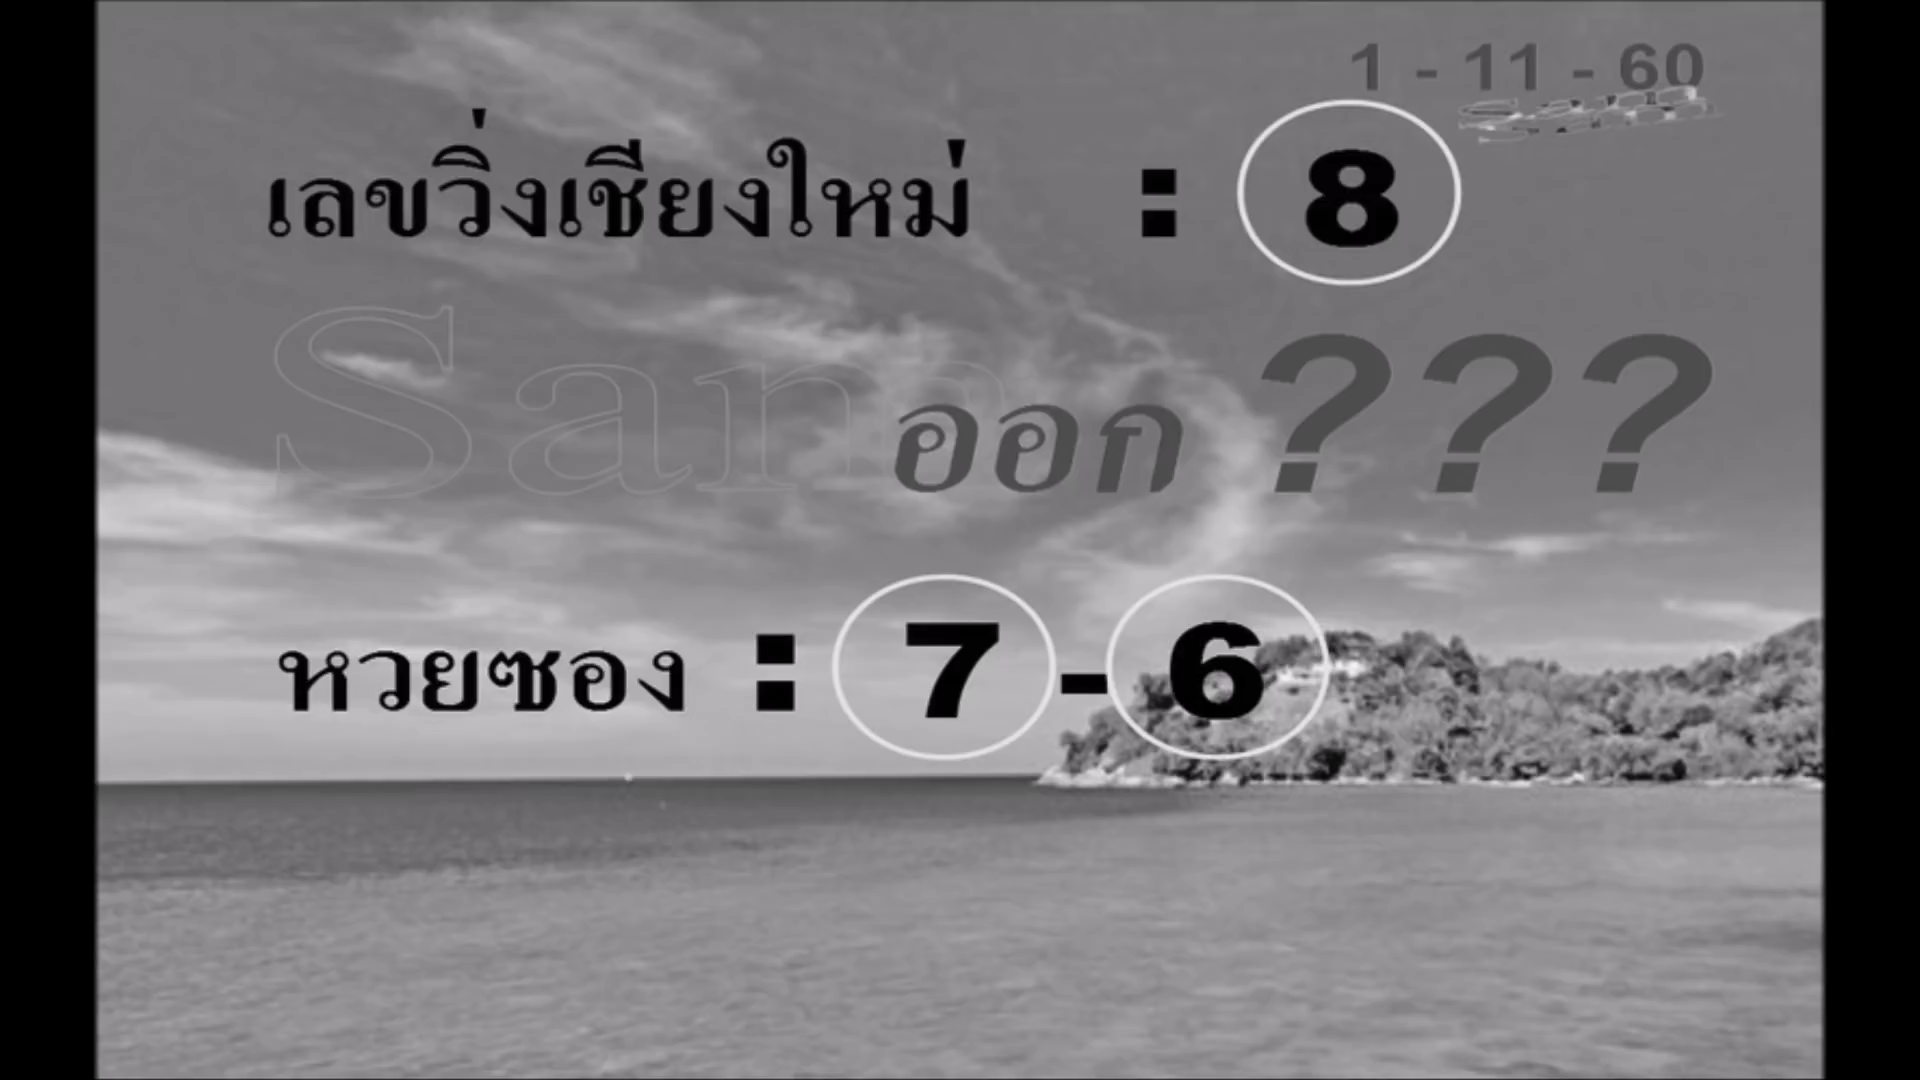 1 - 11 - 60
เลขวิ่งเชียงใหม่ : 8
ออก ???
หวยซอง : 7 - 6